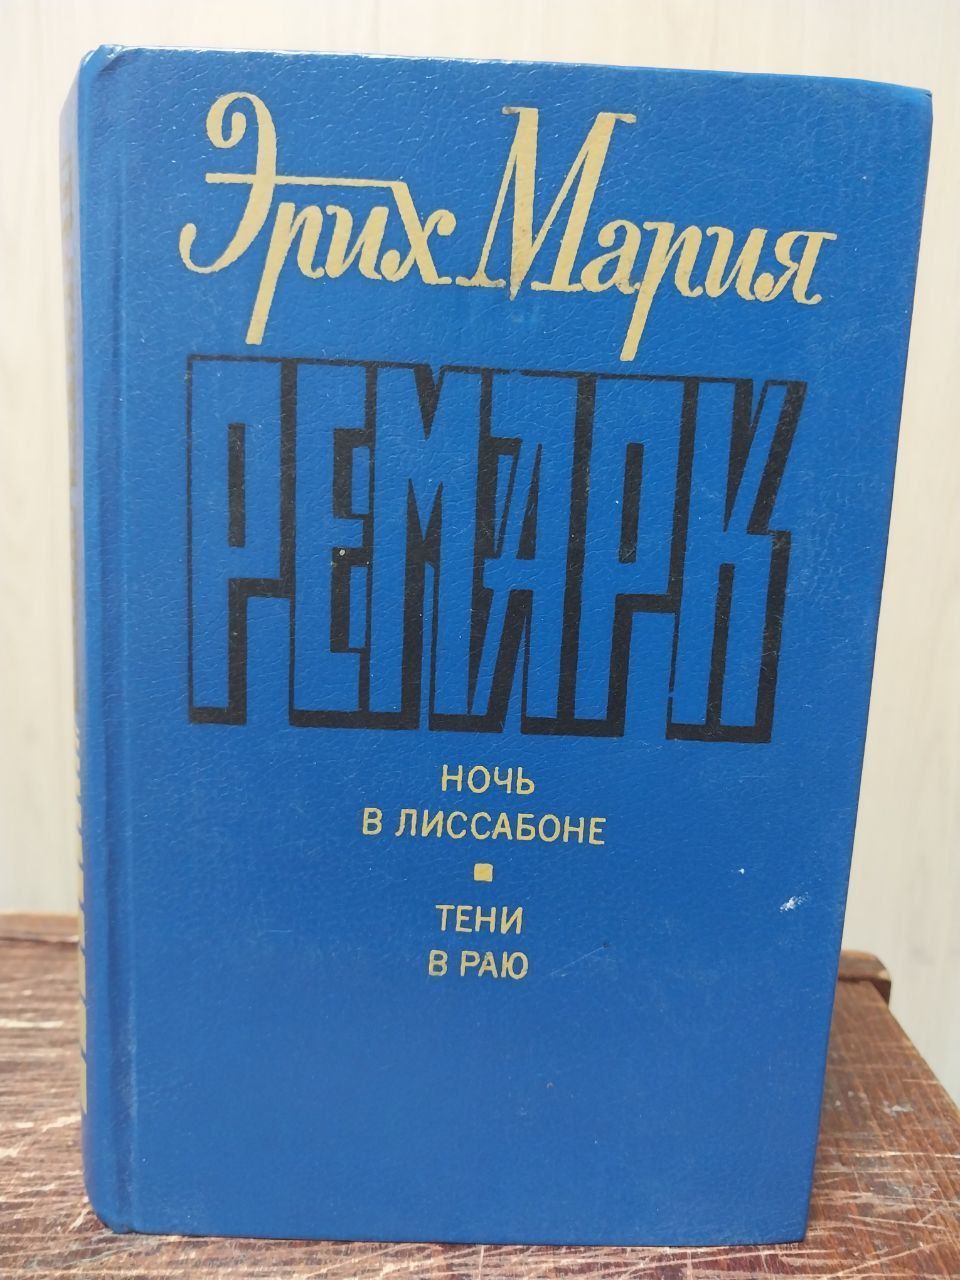 Эрих Мария
РЕМАРК
НОЧЬ
В ЛИССАБОНЕ
ТЕНИ
В РАЮ